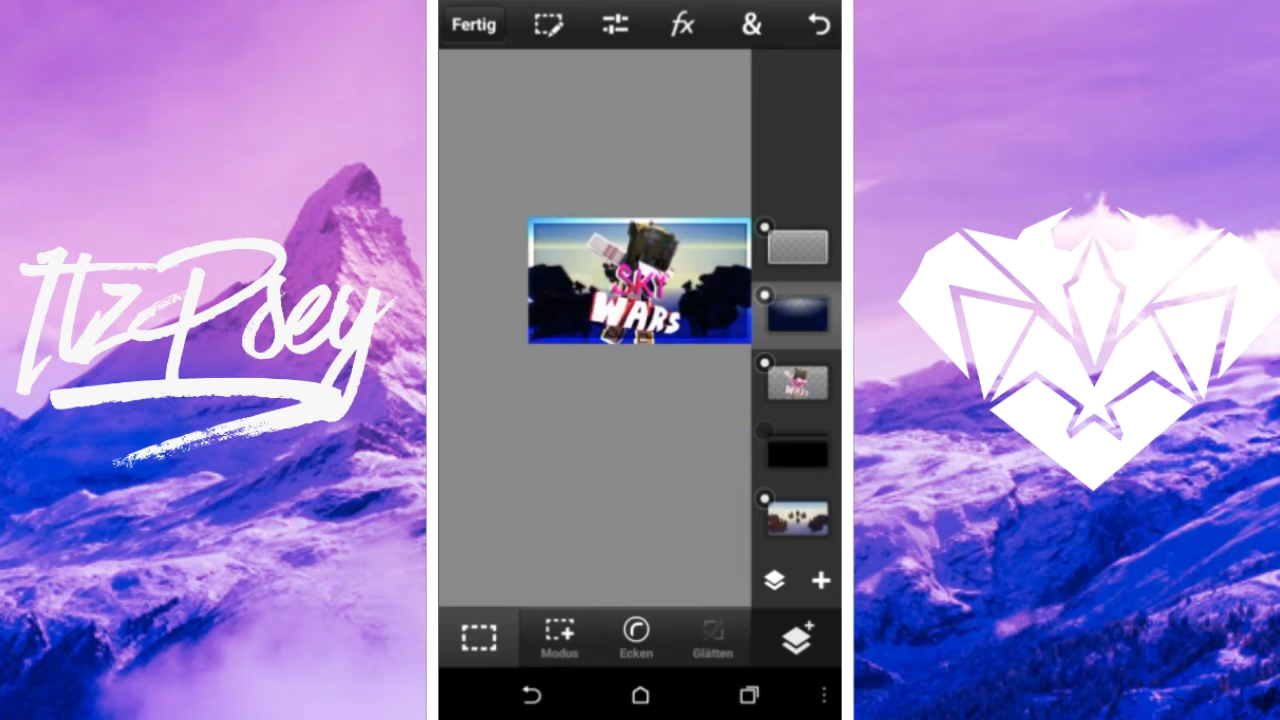 ItzPsey
Fertig
fx
&
SKY
WARS
Modus
Ecken
Glätten